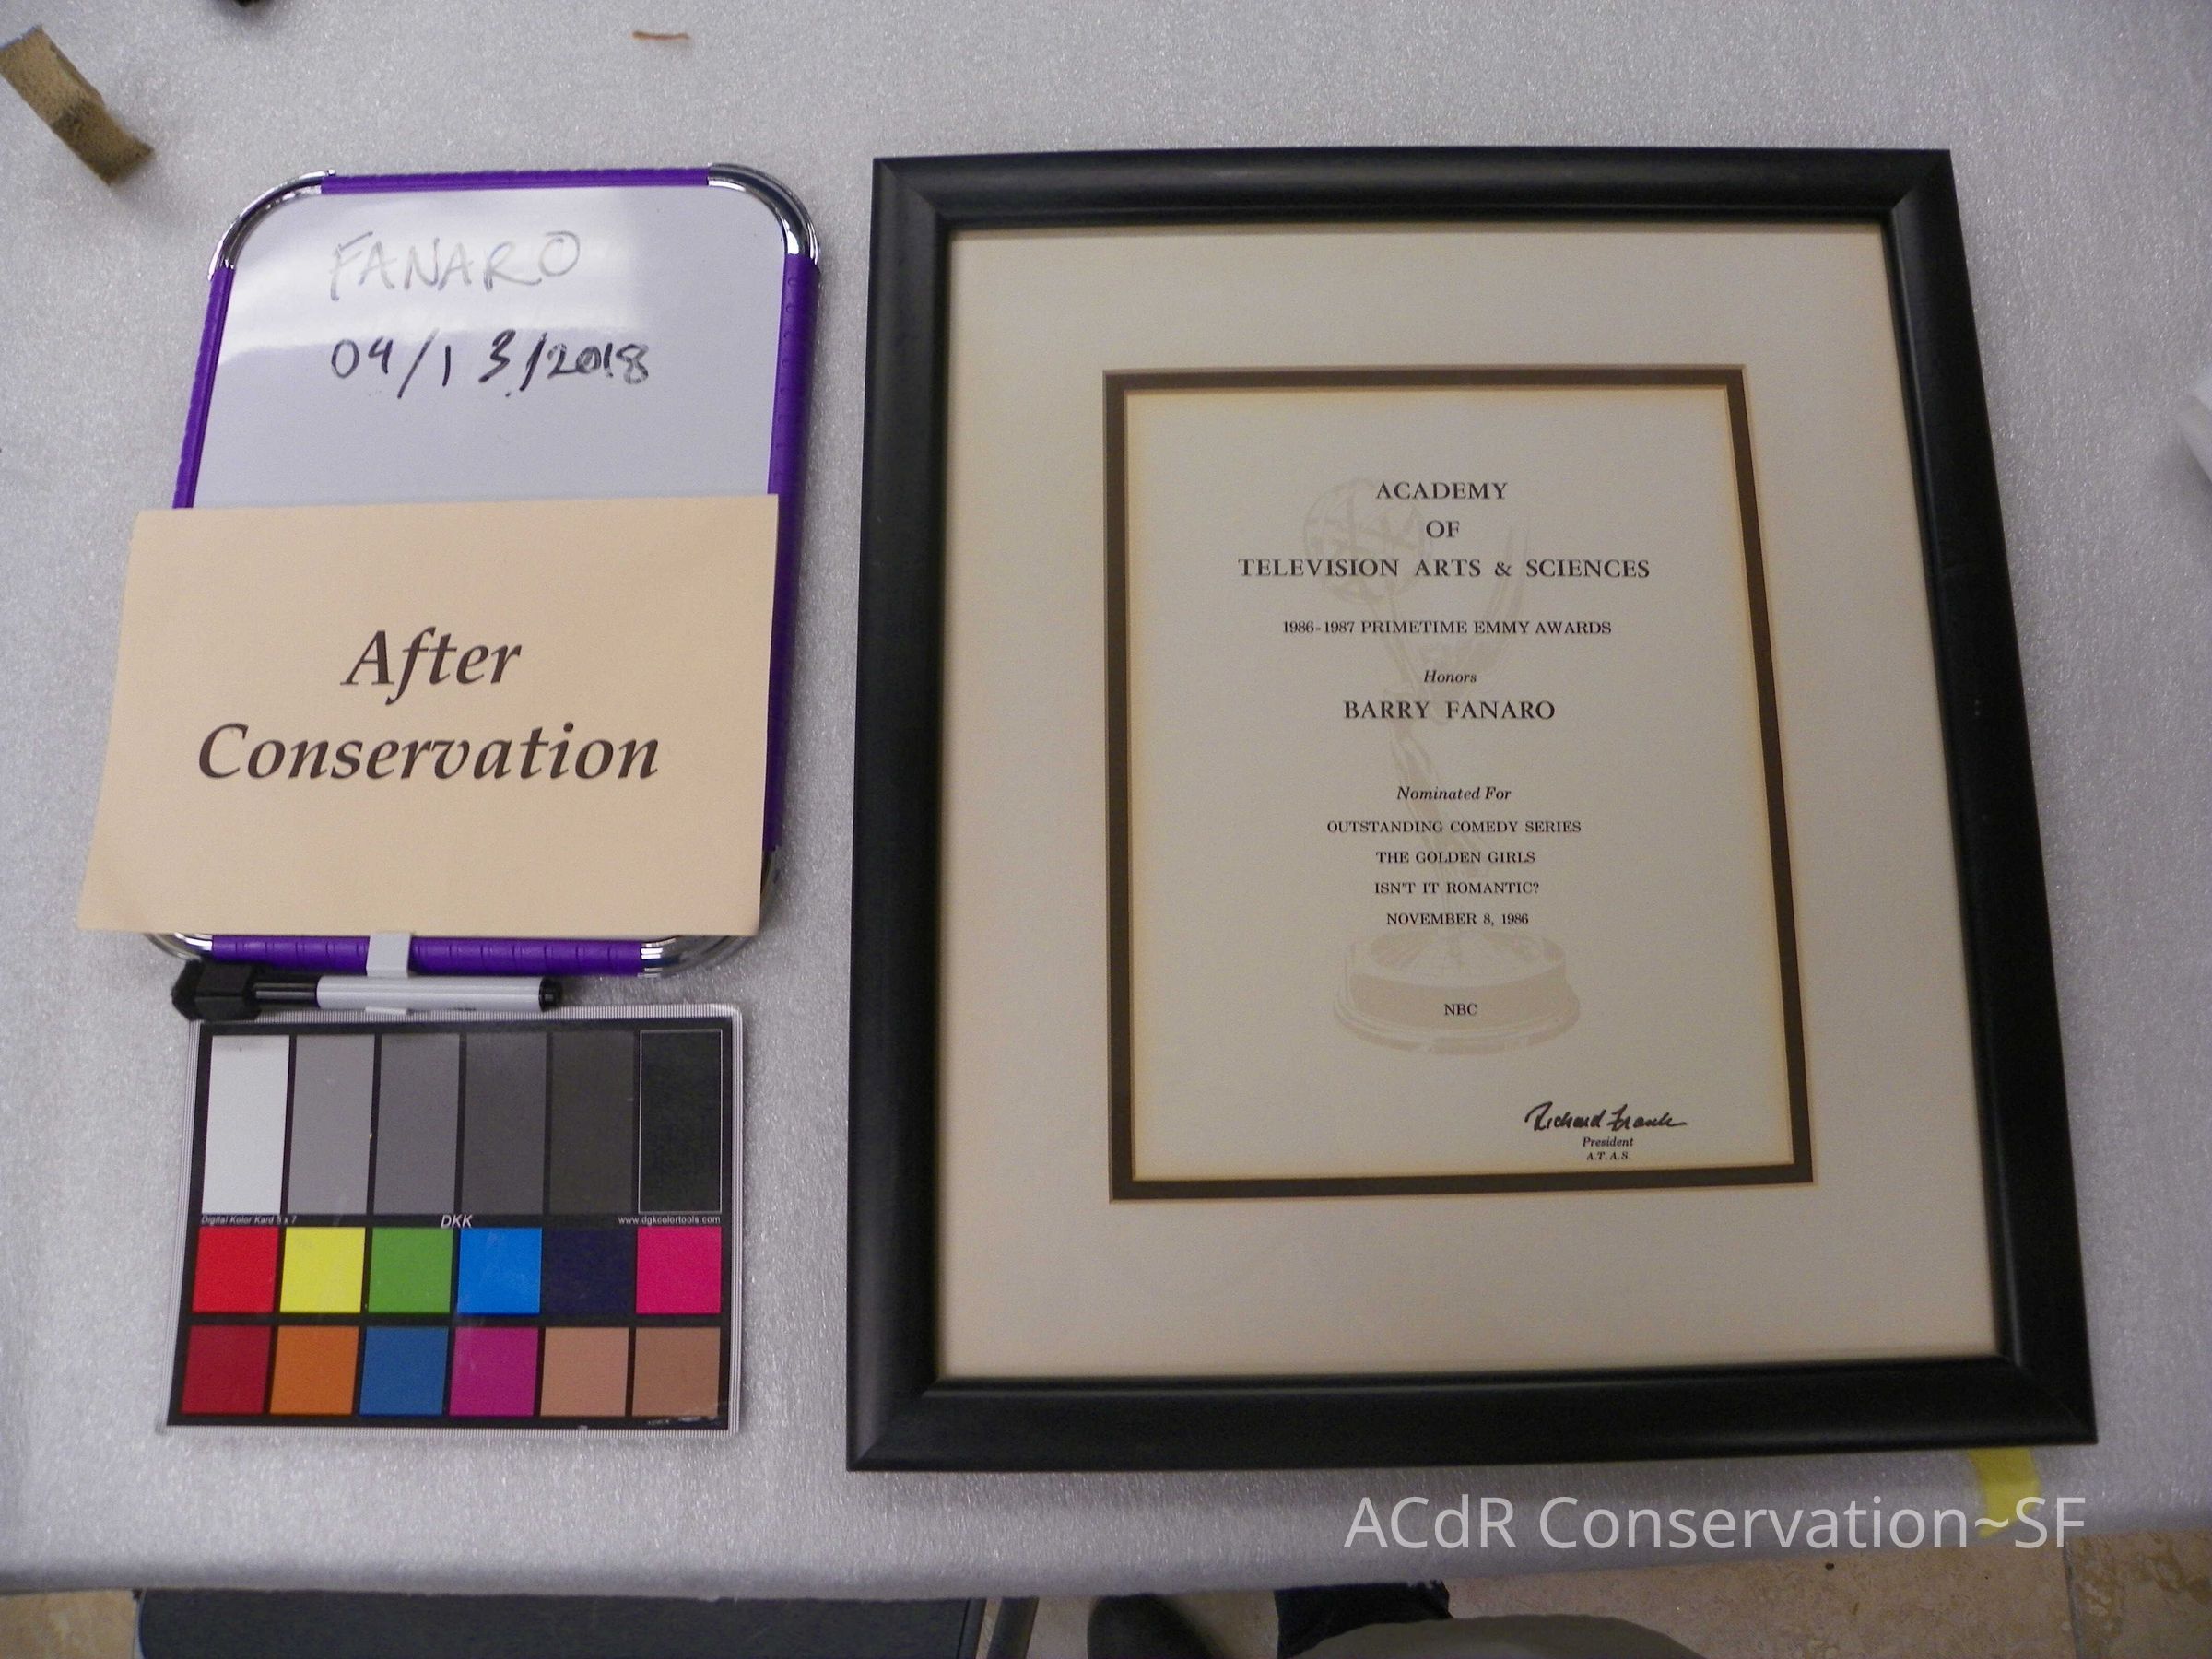 FANARO
04/13/2018
After
Conservation
Digital Kolor Kard 5 x 7
DKK
www.dgkcolortools.com
ACADEMY
OF
TELEVISION ARTS & SCIENCES
1986-1987 PRIMETIME EMMY AWARDS
Honors
BARRY FANARO
Nominated For
OUTSTANDING COMEDY SERIES
THE GOLDEN GIRLS
ISN'T IT ROMANTIC?
NOVEMBER 8, 1986
NBC
Richard Frank
President
A.T.A.S.
ACdR Conservation~SF